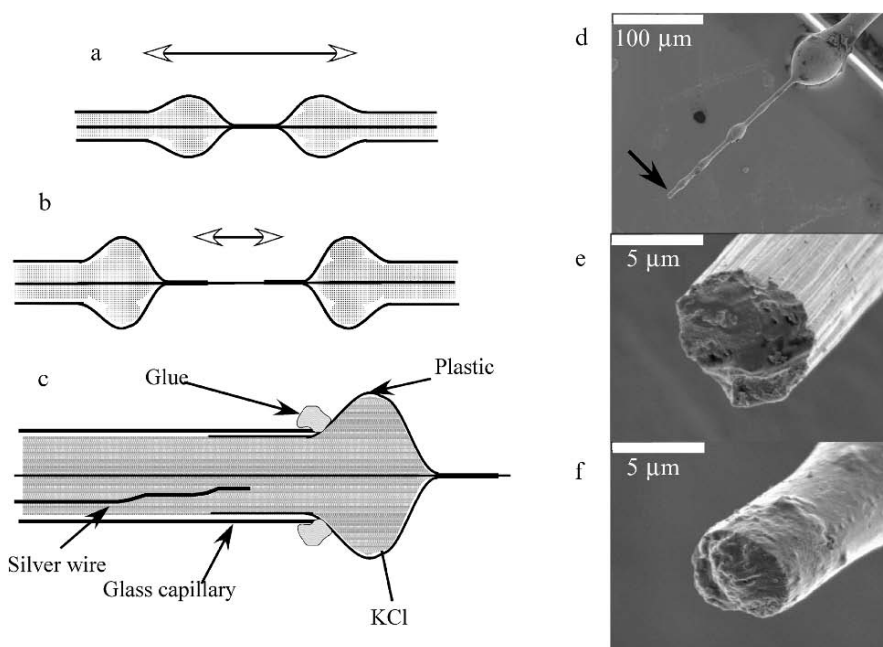 a
b
c
Glue
Plastic
Silver wire
Glass capillary
KCl
d
100 µm
e
5 µm
f
5 µm